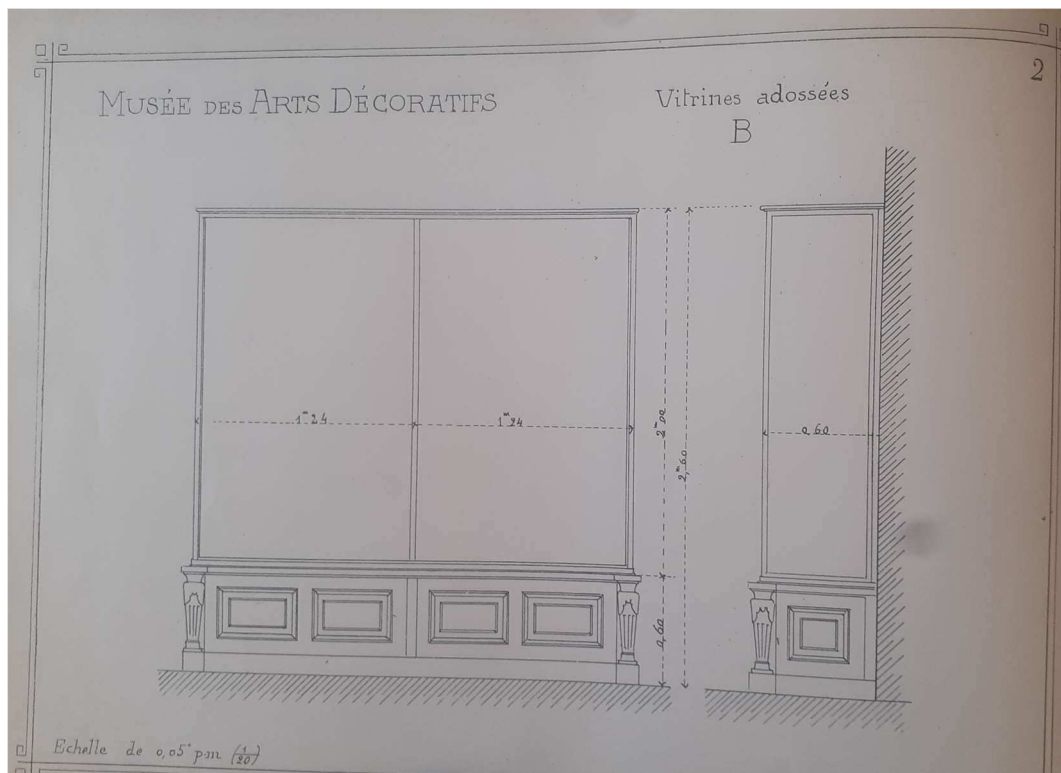 2
MUSÉE DES ARTS DÉCORATIFS
Vitrines adossées
B
1m24
1m24
2m00
2m60
0,60
0,60
Echelle de 0,05c p.m (1/20)